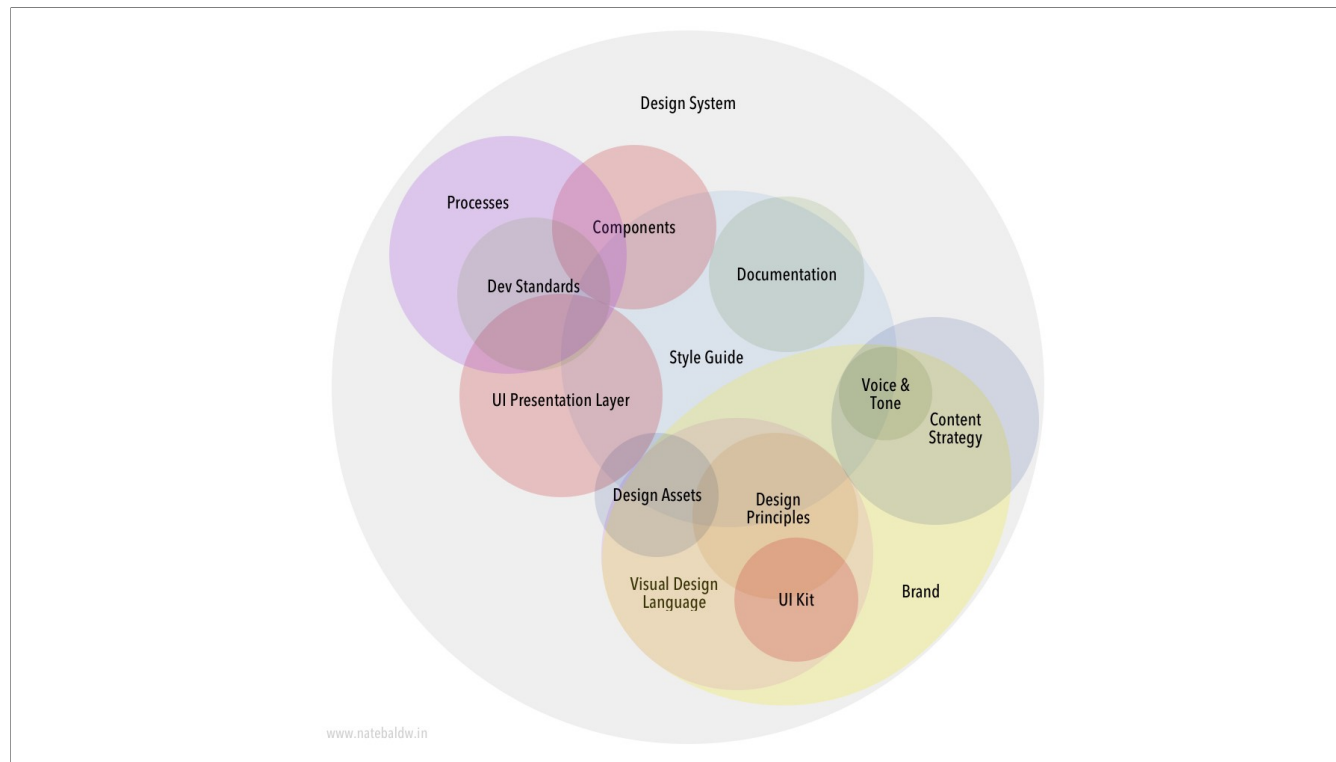 Design System
Processes
Components
Documentation
Dev Standards
Style Guide
Voice &
Tone
UI Presentation Layer
Content
Strategy
Design Assets
Design
Principles
Visual Design
Language
UI Kit
Brand
www.natebaldw.in